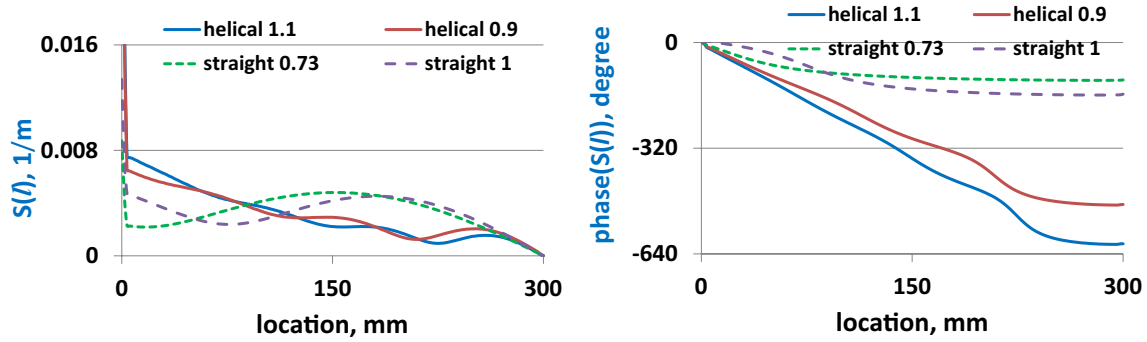 helical 1.1 helical 0.9
straight 0.73 straight 1
0.016
0.008
0
S(l), 1/m
0 150 300
location, mm
helical 1.1 helical 0.9
straight 0.73 straight 1
0
-320
-640
phase(S(l)), degree
0 150 300
location, mm